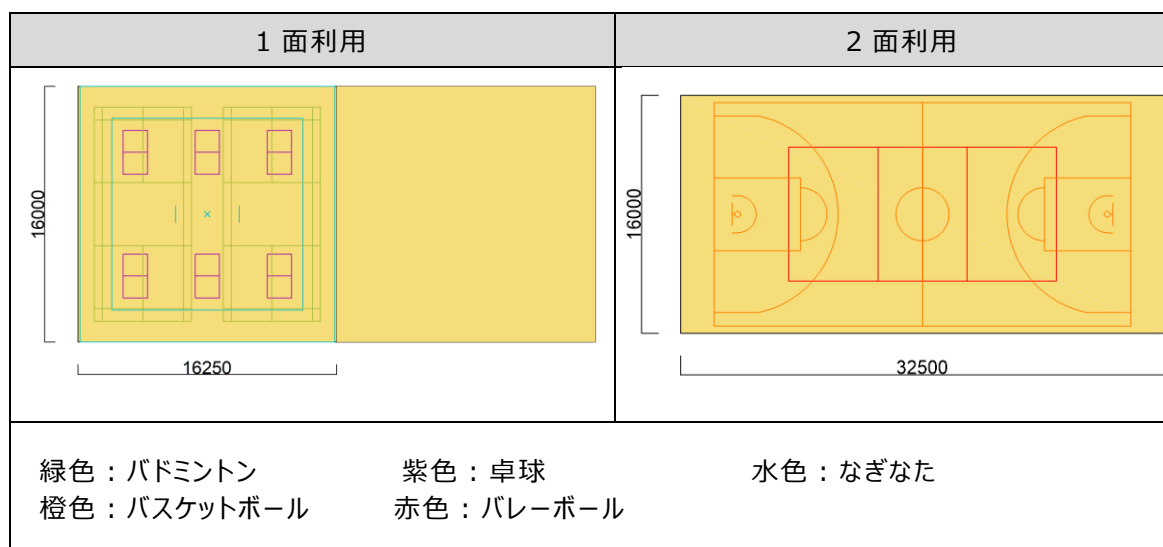 1 面利用
2 面利用
16000
16250
16000
32500
緑色：バドミントン 紫色：卓球 水色：なぎなた
橙色：バスケットボール 赤色：バレーボール